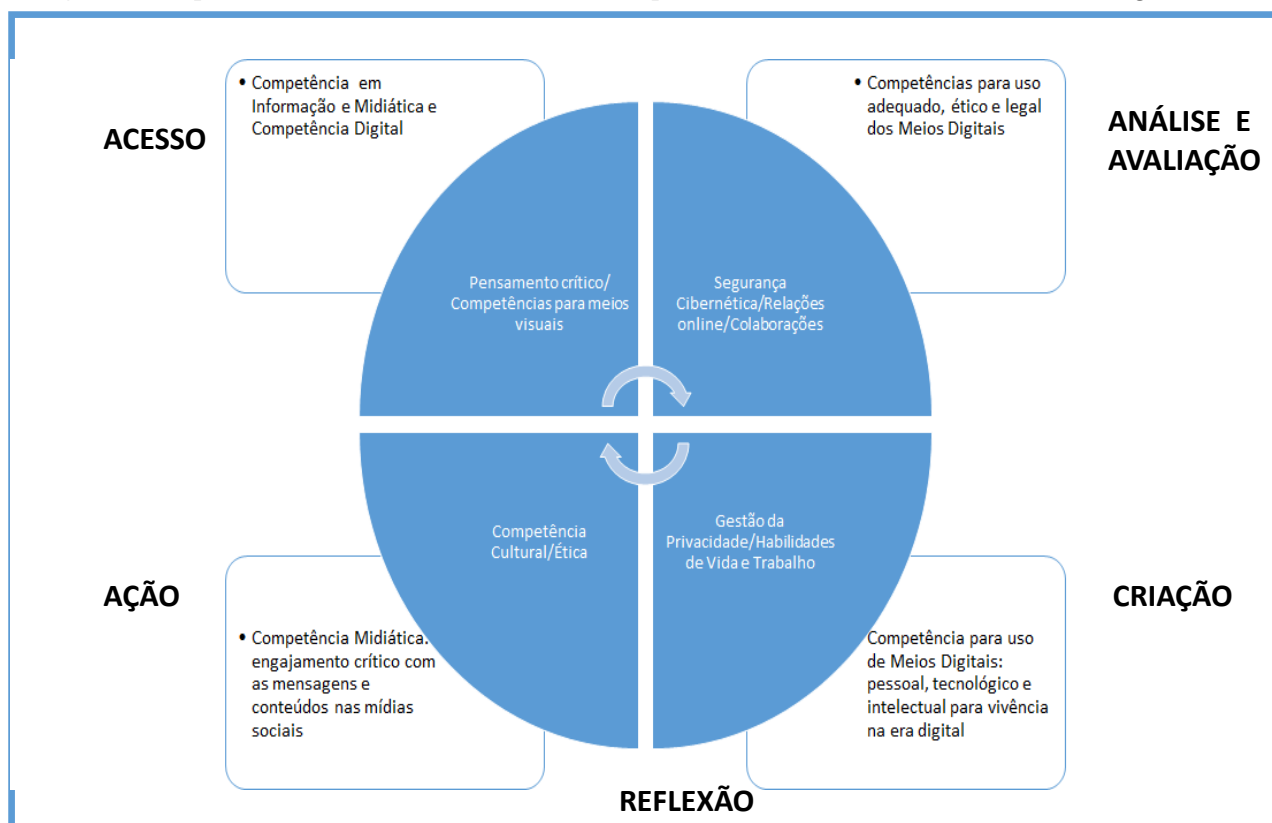 ACESSO
• Competência em
Informação e Midiática e
Competência Digital
• Competências para uso
adequado, ético e legal
dos Meios Digitais
ANÁLISE E
AVALIAÇÃO
Pensamento crítico/
Competências para meios
visuais
Segurança
Cibernética/Relações
online/Colaborações
Competência
Cultural/Ética
Gestão da
Privacidade/Habilidades
de Vida e Trabalho
AÇÃO
• Competência Midiática:
engajamento crítico com
as mensagens e
conteúdos nas mídias
sociais
Competência para uso
de Meios Digitais:
pessoal, tecnológico e
intelectual para vivência
na era digital
CRIAÇÃO
REFLEXÃO